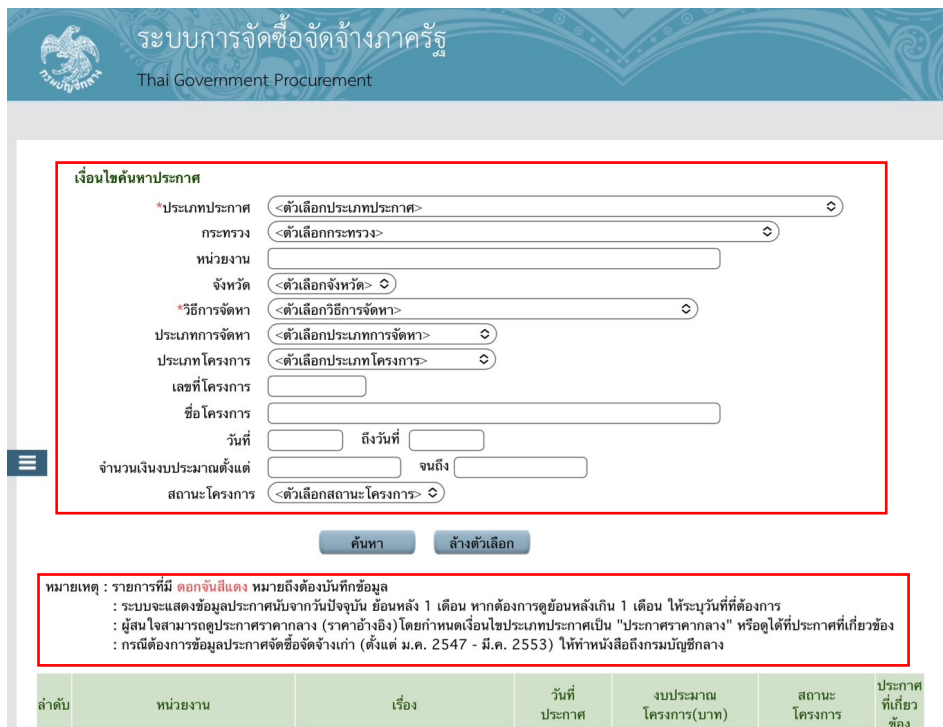 ระบบการจัดซื้อจัดจ้างภาครัฐ
Thai Government Procurement
กรมบัญชีกลาง
เงื่อนไขค้นหาประกาศ
*ประเภทประกาศ <ตัวเลือกประเภทประกาศ>
กระทรวง <ตัวเลือกกระทรวง>
หน่วยงาน
จังหวัด <ตัวเลือกจังหวัด>
*วิธีการจัดหา <ตัวเลือกวิธีการจัดหา>
ประเภทการจัดหา <ตัวเลือกประเภทการจัดหา>
ประเภทโครงการ <ตัวเลือกประเภทโครงการ>
เลขที่โครงการ
ชื่อโครงการ
วันที่ ถึงวันที่
จำนวนเงินงบประมาณตั้งแต่ จนถึง
สถานะโครงการ <ตัวเลือกสถานะโครงการ>
ค้นหา ล้างตัวเลือก
หมายเหตุ : รายการที่มี ดอกจันสีแดง หมายถึงต้องบันทึกข้อมูล
: ระบบจะแสดงข้อมูลประกาศนับจากวันปัจจุบัน ย้อนหลัง 1 เดือน หากต้องการดูย้อนหลังเกิน 1 เดือน ให้ระบุวันที่ที่ต้องการ
: ผู้สนใจสามารถดูประกาศราคากลาง (ราคาอ้างอิง)โดยกำหนดเงื่อนไขประเภทประกาศเป็น "ประกาศราคากลาง" หรือดูได้ที่ประกาศที่เกี่ยวข้อง
: กรณีต้องการข้อมูลประกาศจัดซื้อจัดจ้างเก่า (ตั้งแต่ ม.ค. 2547 - มี.ค. 2553) ให้ทำหนังสือถึงกรมบัญชีกลาง
ลำดับ หน่วยงาน เรื่อง วันที่ประกาศ งบประมาณโครงการ(บาท) สถานะโครงการ ประกาศที่เกี่ยวข้อง